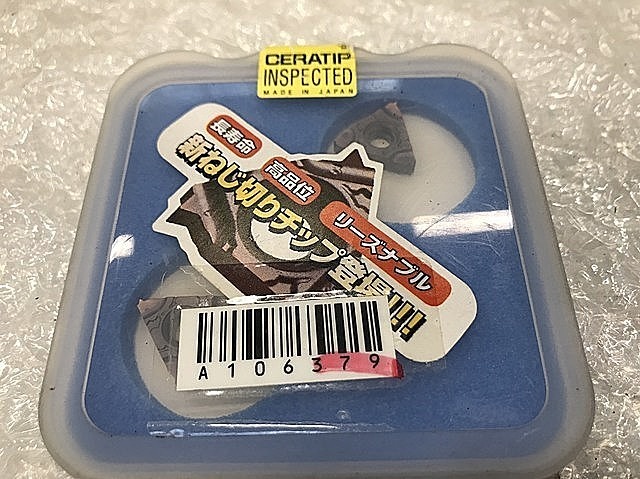 CERATIP
INSPECTED
MADE IN JAPAN
長寿命
高品位
リーズナブル
新ねじ切りチップ登場!!!
A106379